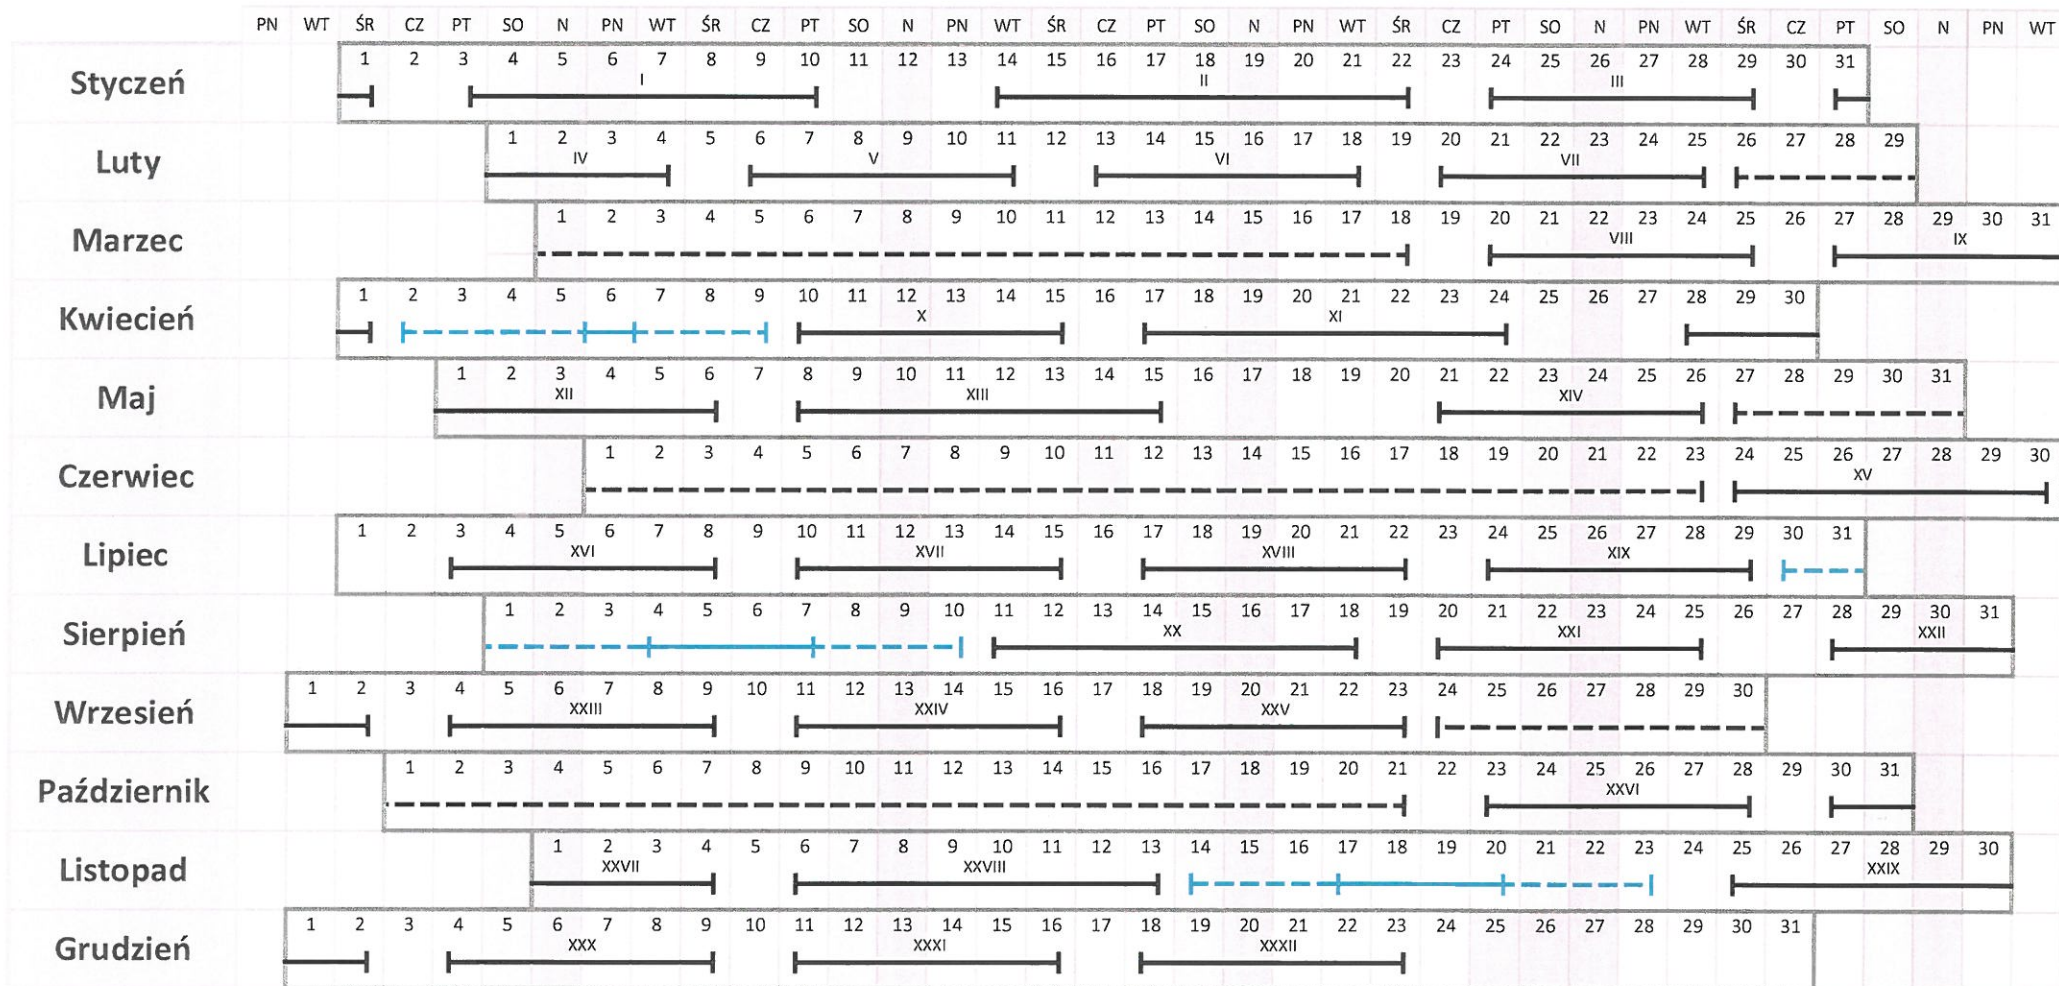 PN WT ŚR CZ PT SO N PN WT ŚR CZ PT SO N PN WT ŚR CZ PT SO N PN WT ŚR CZ PT SO N PN WT ŚR CZ PT SO N PN WT
Styczeń 1 2 3 4 5 6 7 8 9 10 11 12 13 14 15 16 17 18 19 20 21 22 23 24 25 26 27 28 29 30 31
I II III
Luty 1 2 3 4 5 6 7 8 9 10 11 12 13 14 15 16 17 18 19 20 21 22 23 24 25 26 27 28 29
IV V VI VII
Marzec 1 2 3 4 5 6 7 8 9 10 11 12 13 14 15 16 17 18 19 20 21 22 23 24 25 26 27 28 29 30 31
VIII IX
Kwiecień 1 2 3 4 5 6 7 8 9 10 11 12 13 14 15 16 17 18 19 20 21 22 23 24 25 26 27 28 29 30
X XI
Maj 1 2 3 4 5 6 7 8 9 10 11 12 13 14 15 16 17 18 19 20 21 22 23 24 25 26 27 28 29 30 31
XII XIII XIV
Czerwiec 1 2 3 4 5 6 7 8 9 10 11 12 13 14 15 16 17 18 19 20 21 22 23 24 25 26 27 28 29 30
XV
Lipiec 1 2 3 4 5 6 7 8 9 10 11 12 13 14 15 16 17 18 19 20 21 22 23 24 25 26 27 28 29 30 31
XVI XVII XVIII XIX
Sierpień 1 2 3 4 5 6 7 8 9 10 11 12 13 14 15 16 17 18 19 20 21 22 23 24 25 26 27 28 29 30 31
XX XXI XXII
Wrzesień 1 2 3 4 5 6 7 8 9 10 11 12 13 14 15 16 17 18 19 20 21 22 23 24 25 26 27 28 29 30
XXIII XXIV XXV
Październik 1 2 3 4 5 6 7 8 9 10 11 12 13 14 15 16 17 18 19 20 21 22 23 24 25 26 27 28 29 30 31
XXVI
Listopad 1 2 3 4 5 6 7 8 9 10 11 12 13 14 15 16 17 18 19 20 21 22 23 24 25 26 27 28 29 30
XXVII XXVIII XXIX
Grudzień 1 2 3 4 5 6 7 8 9 10 11 12 13 14 15 16 17 18 19 20 21 22 23 24 25 26 27 28 29 30 31
XXX XXXI XXXII